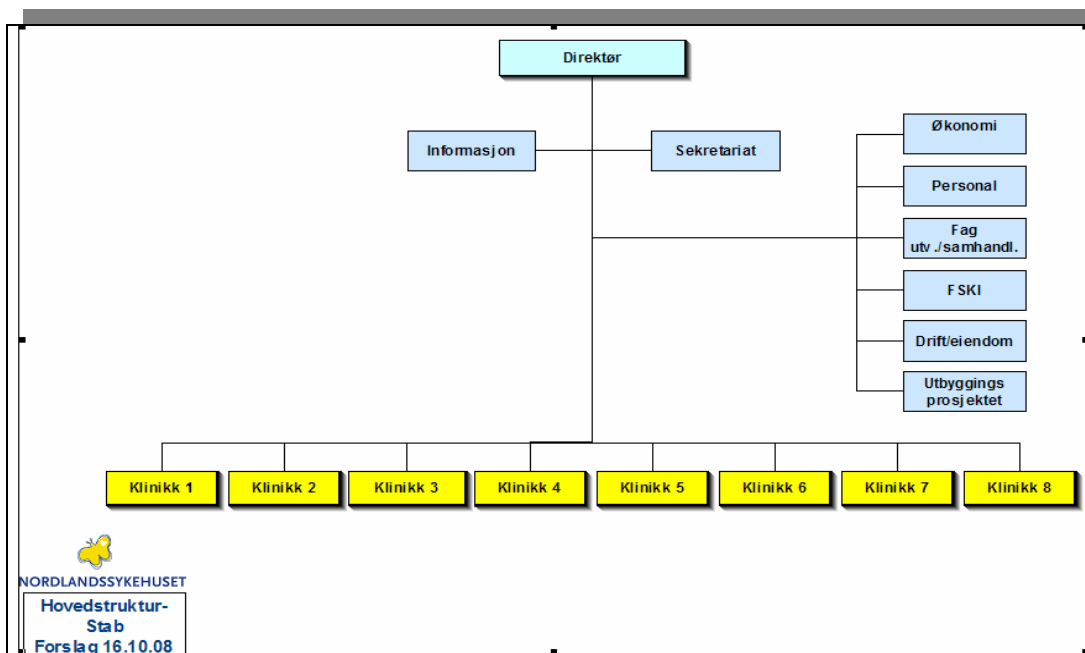 Direktør
Informasjon
Sekretariat
Økonomi
Personal
Fag
utv./samhandl.
FSKI
Drift/eiendom
Utbyggings
prosjektet
Klinikk 1
Klinikk 2
Klinikk 3
Klinikk 4
Klinikk 5
Klinikk 6
Klinikk 7
Klinikk 8
NORDLANDSSYKEHUSET
Hovedstruktur-
Stab
Forslag 16.10.08